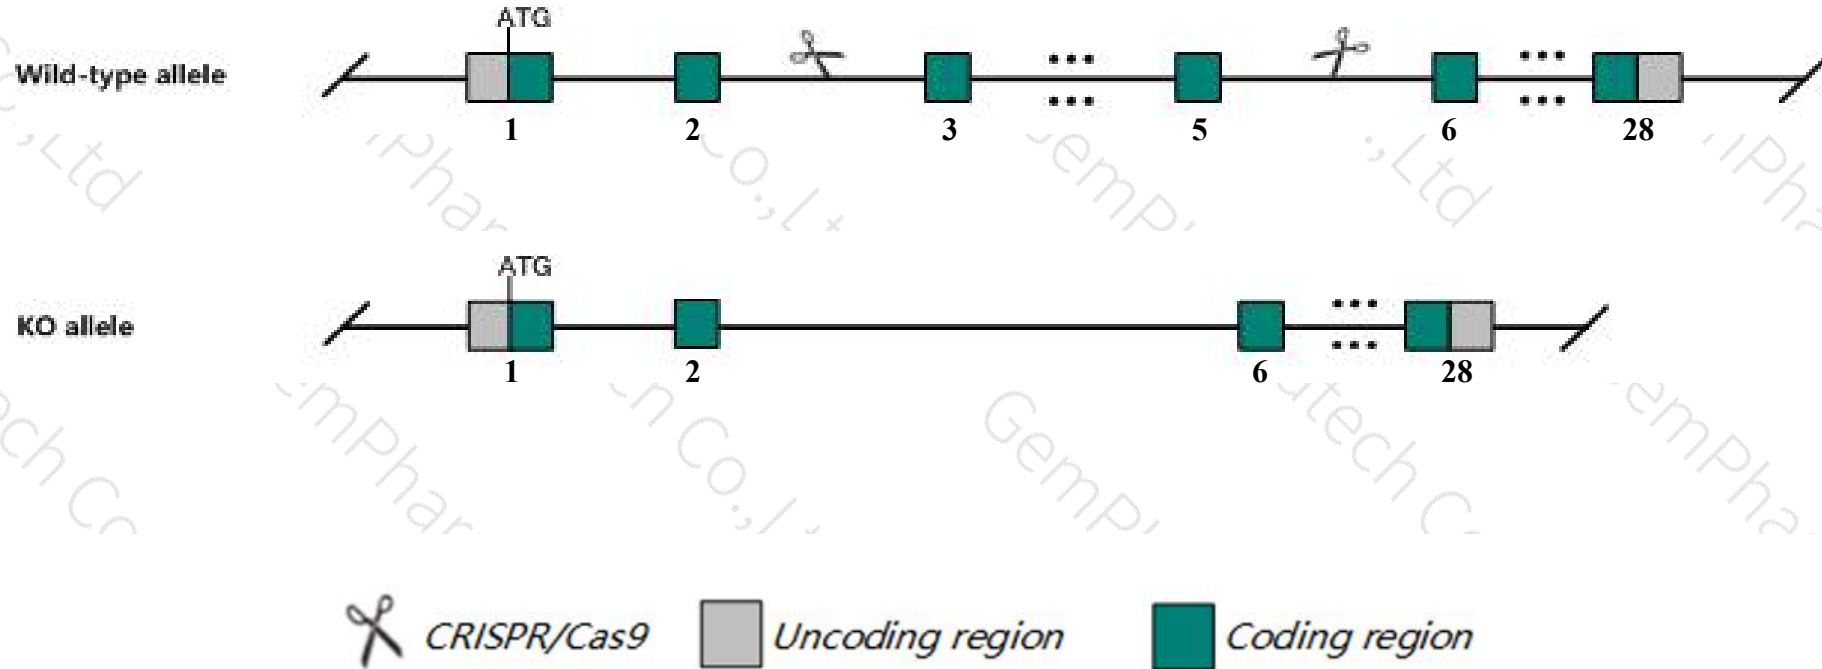 ATG
Wild-type allele
1 2 3 5 6 28
ATG
KO allele
1 2 6 28
CRISPR/Cas9 Uncoding region Coding region